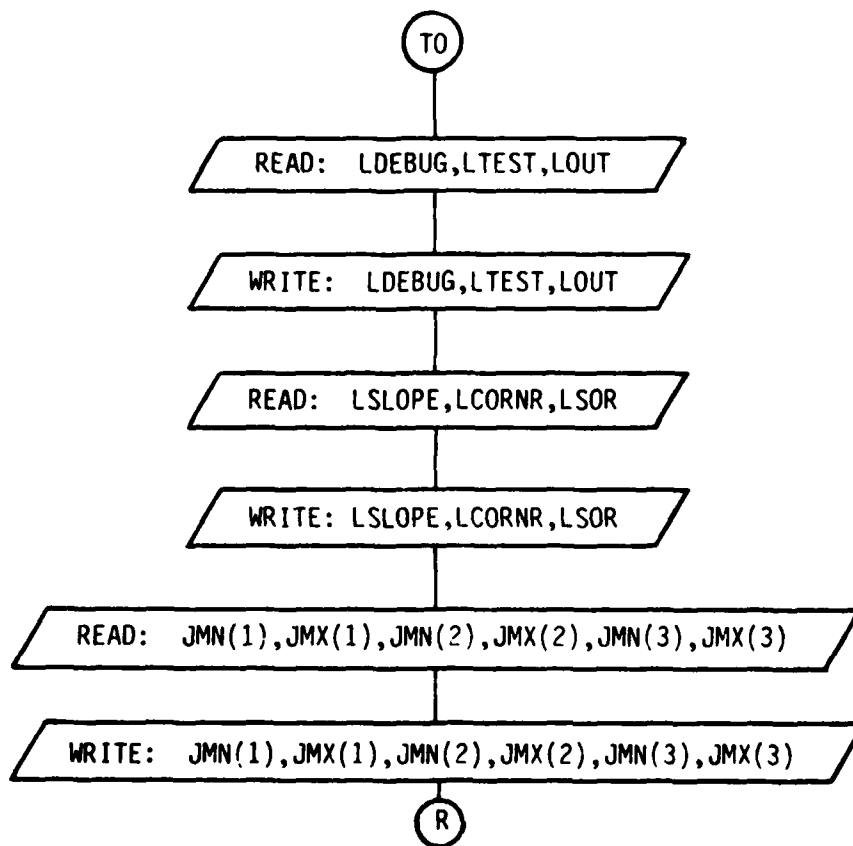 TO
READ: LDEBUG,LTEST,LOUT
WRITE: LDEBUG,LTEST,LOUT
READ: LSLOPE,LCORNR,LSOR
WRITE: LSLOPE,LCORNR,LSOR
READ: JMN(1),JMX(1),JMN(2),JMX(2),JMN(3),JMX(3)
WRITE: JMN(1),JMX(1),JMN(2),JMX(2),JMN(3),JMX(3)
R